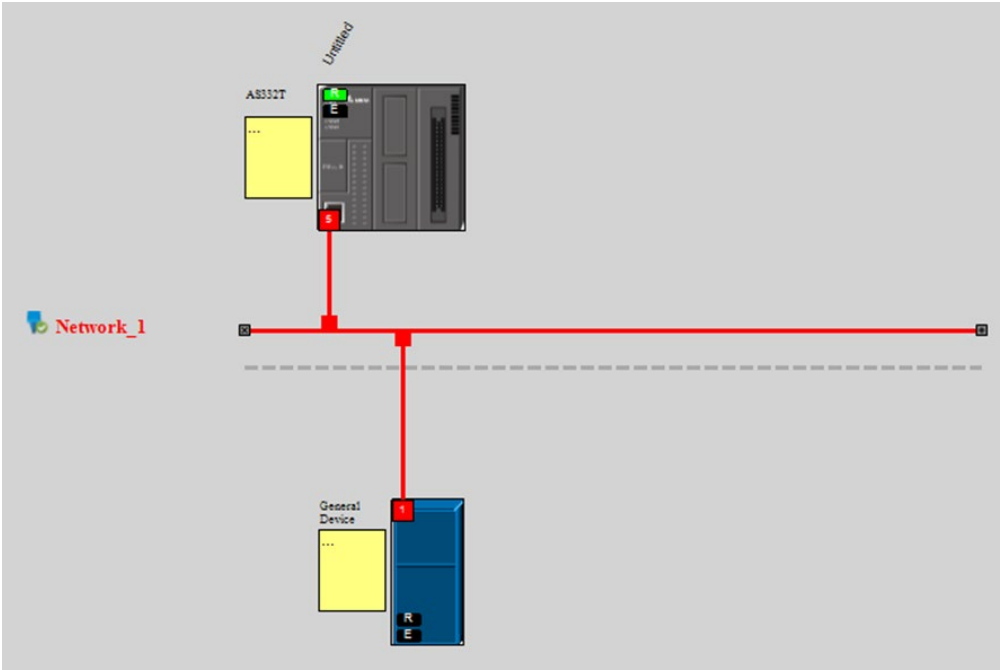 Untitled
AS332T
R
E
...
5
Network_1
General
Device
1
...
R
E